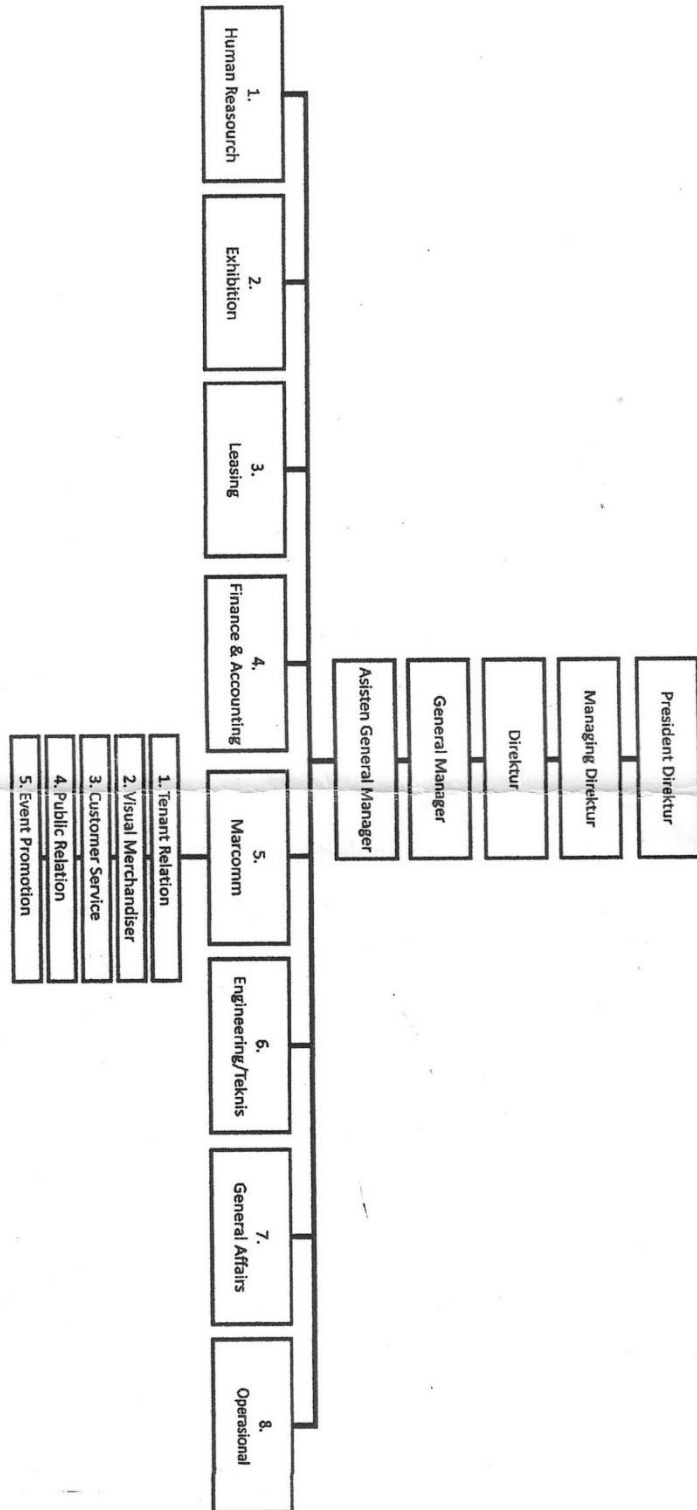 President Direktur
Managing Direktur
Direktur
General Manager
Asisten General Manager
1.
Human Reasourch
2.
Exhibition
3.
Leasing
4.
Finance & Accounting
5.
Marcomm
6.
Engineering/Teknis
7.
General Affairs
8.
Operasional
1. Tenant Relation
2. Visual Merchandiser
3. Customer Service
4. Public Relation
5. Event Promotion